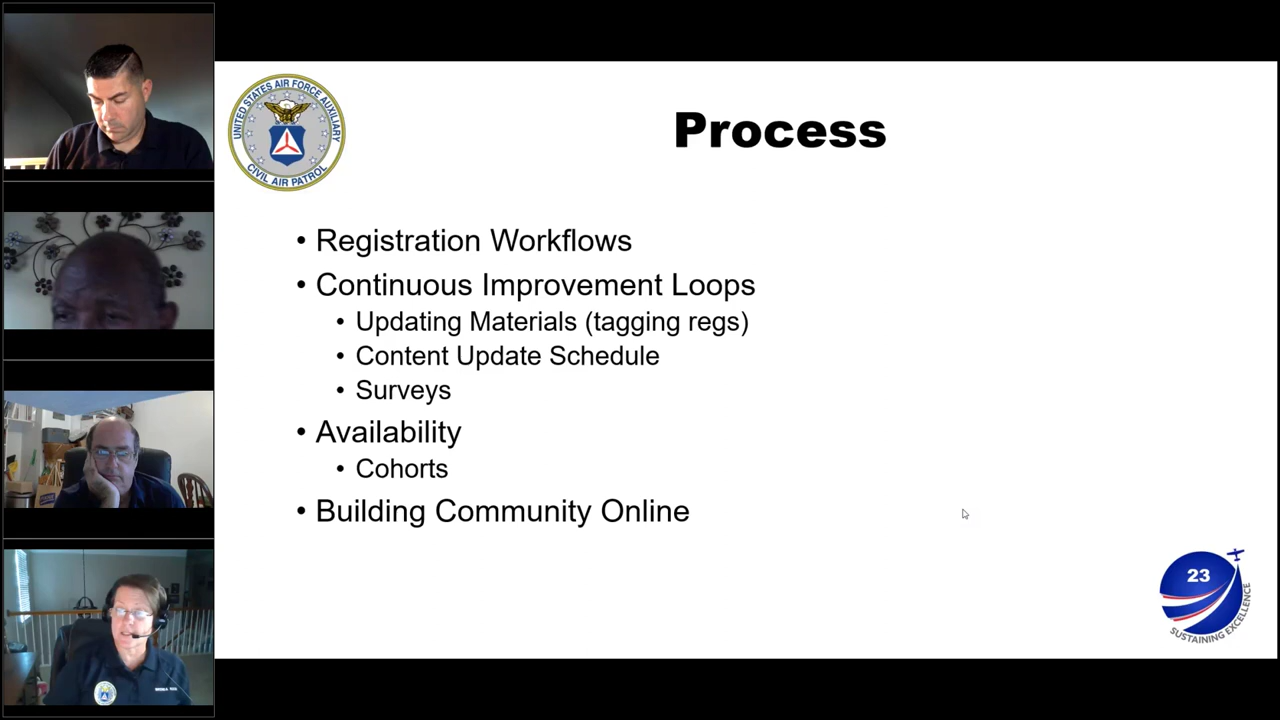 UNITED STATES AIR FORCE AUXILIARY
CIVIL AIR PATROL
Process
• Registration Workflows
• Continuous Improvement Loops
• Updating Materials (tagging regs)
• Content Update Schedule
• Surveys
• Availability
• Cohorts
• Building Community Online
23
SUSTAINING EXCELLENCE